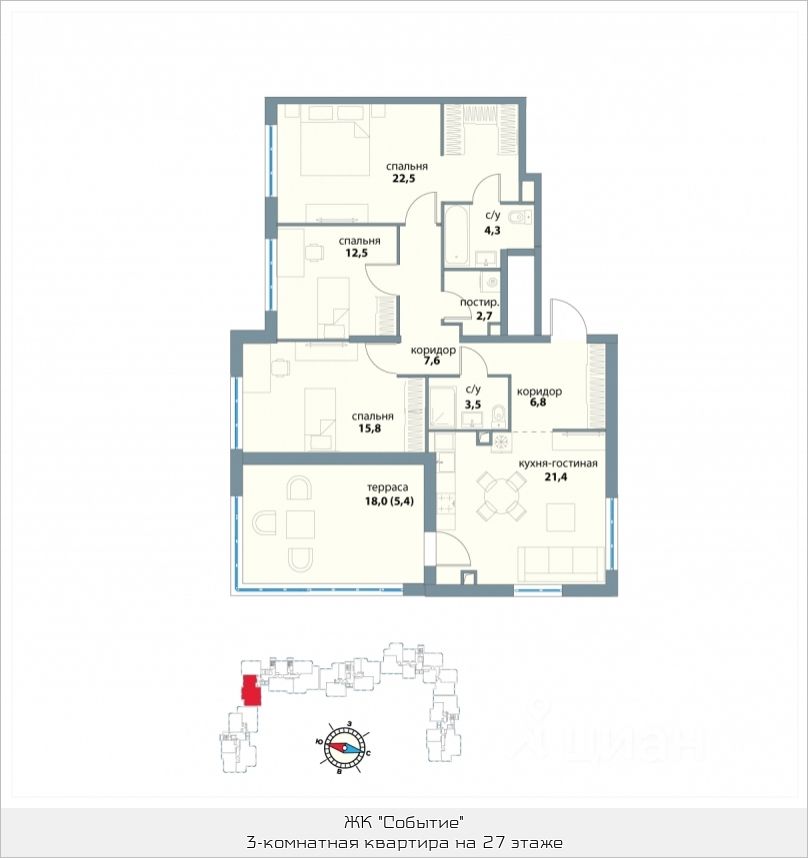 спальня
22,5
с/у
4,3
спальня
12,5
постир.
2,7
коридор
7,6
с/у
3,5
коридор
6,8
спальня
15,8
кухня-гостиная
21,4
терраса
18,0 (5,4)
З
Ю
С
В
циан
ЖК "Событие"
3-комнатная квартира на 27 этаже